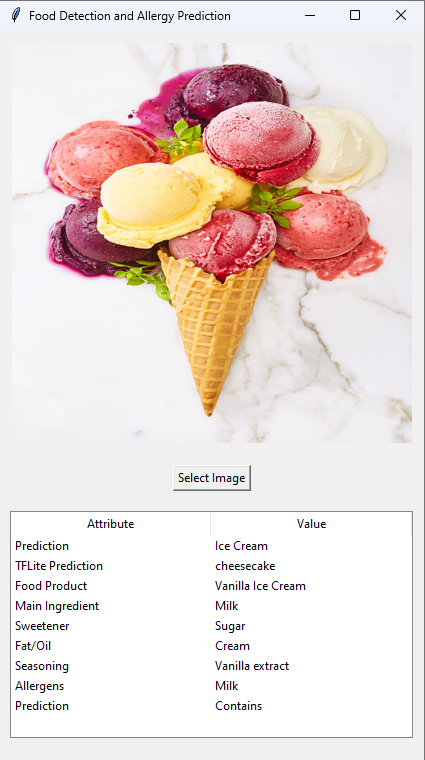 Food Detection and Allergy Prediction
Select Image
Attribute Value
Prediction Ice Cream
TFLite Prediction cheesecake
Food Product Vanilla Ice Cream
Main Ingredient Milk
Sweetener Sugar
Fat/Oil Cream
Seasoning Vanilla extract
Allergens Milk
Prediction Contains